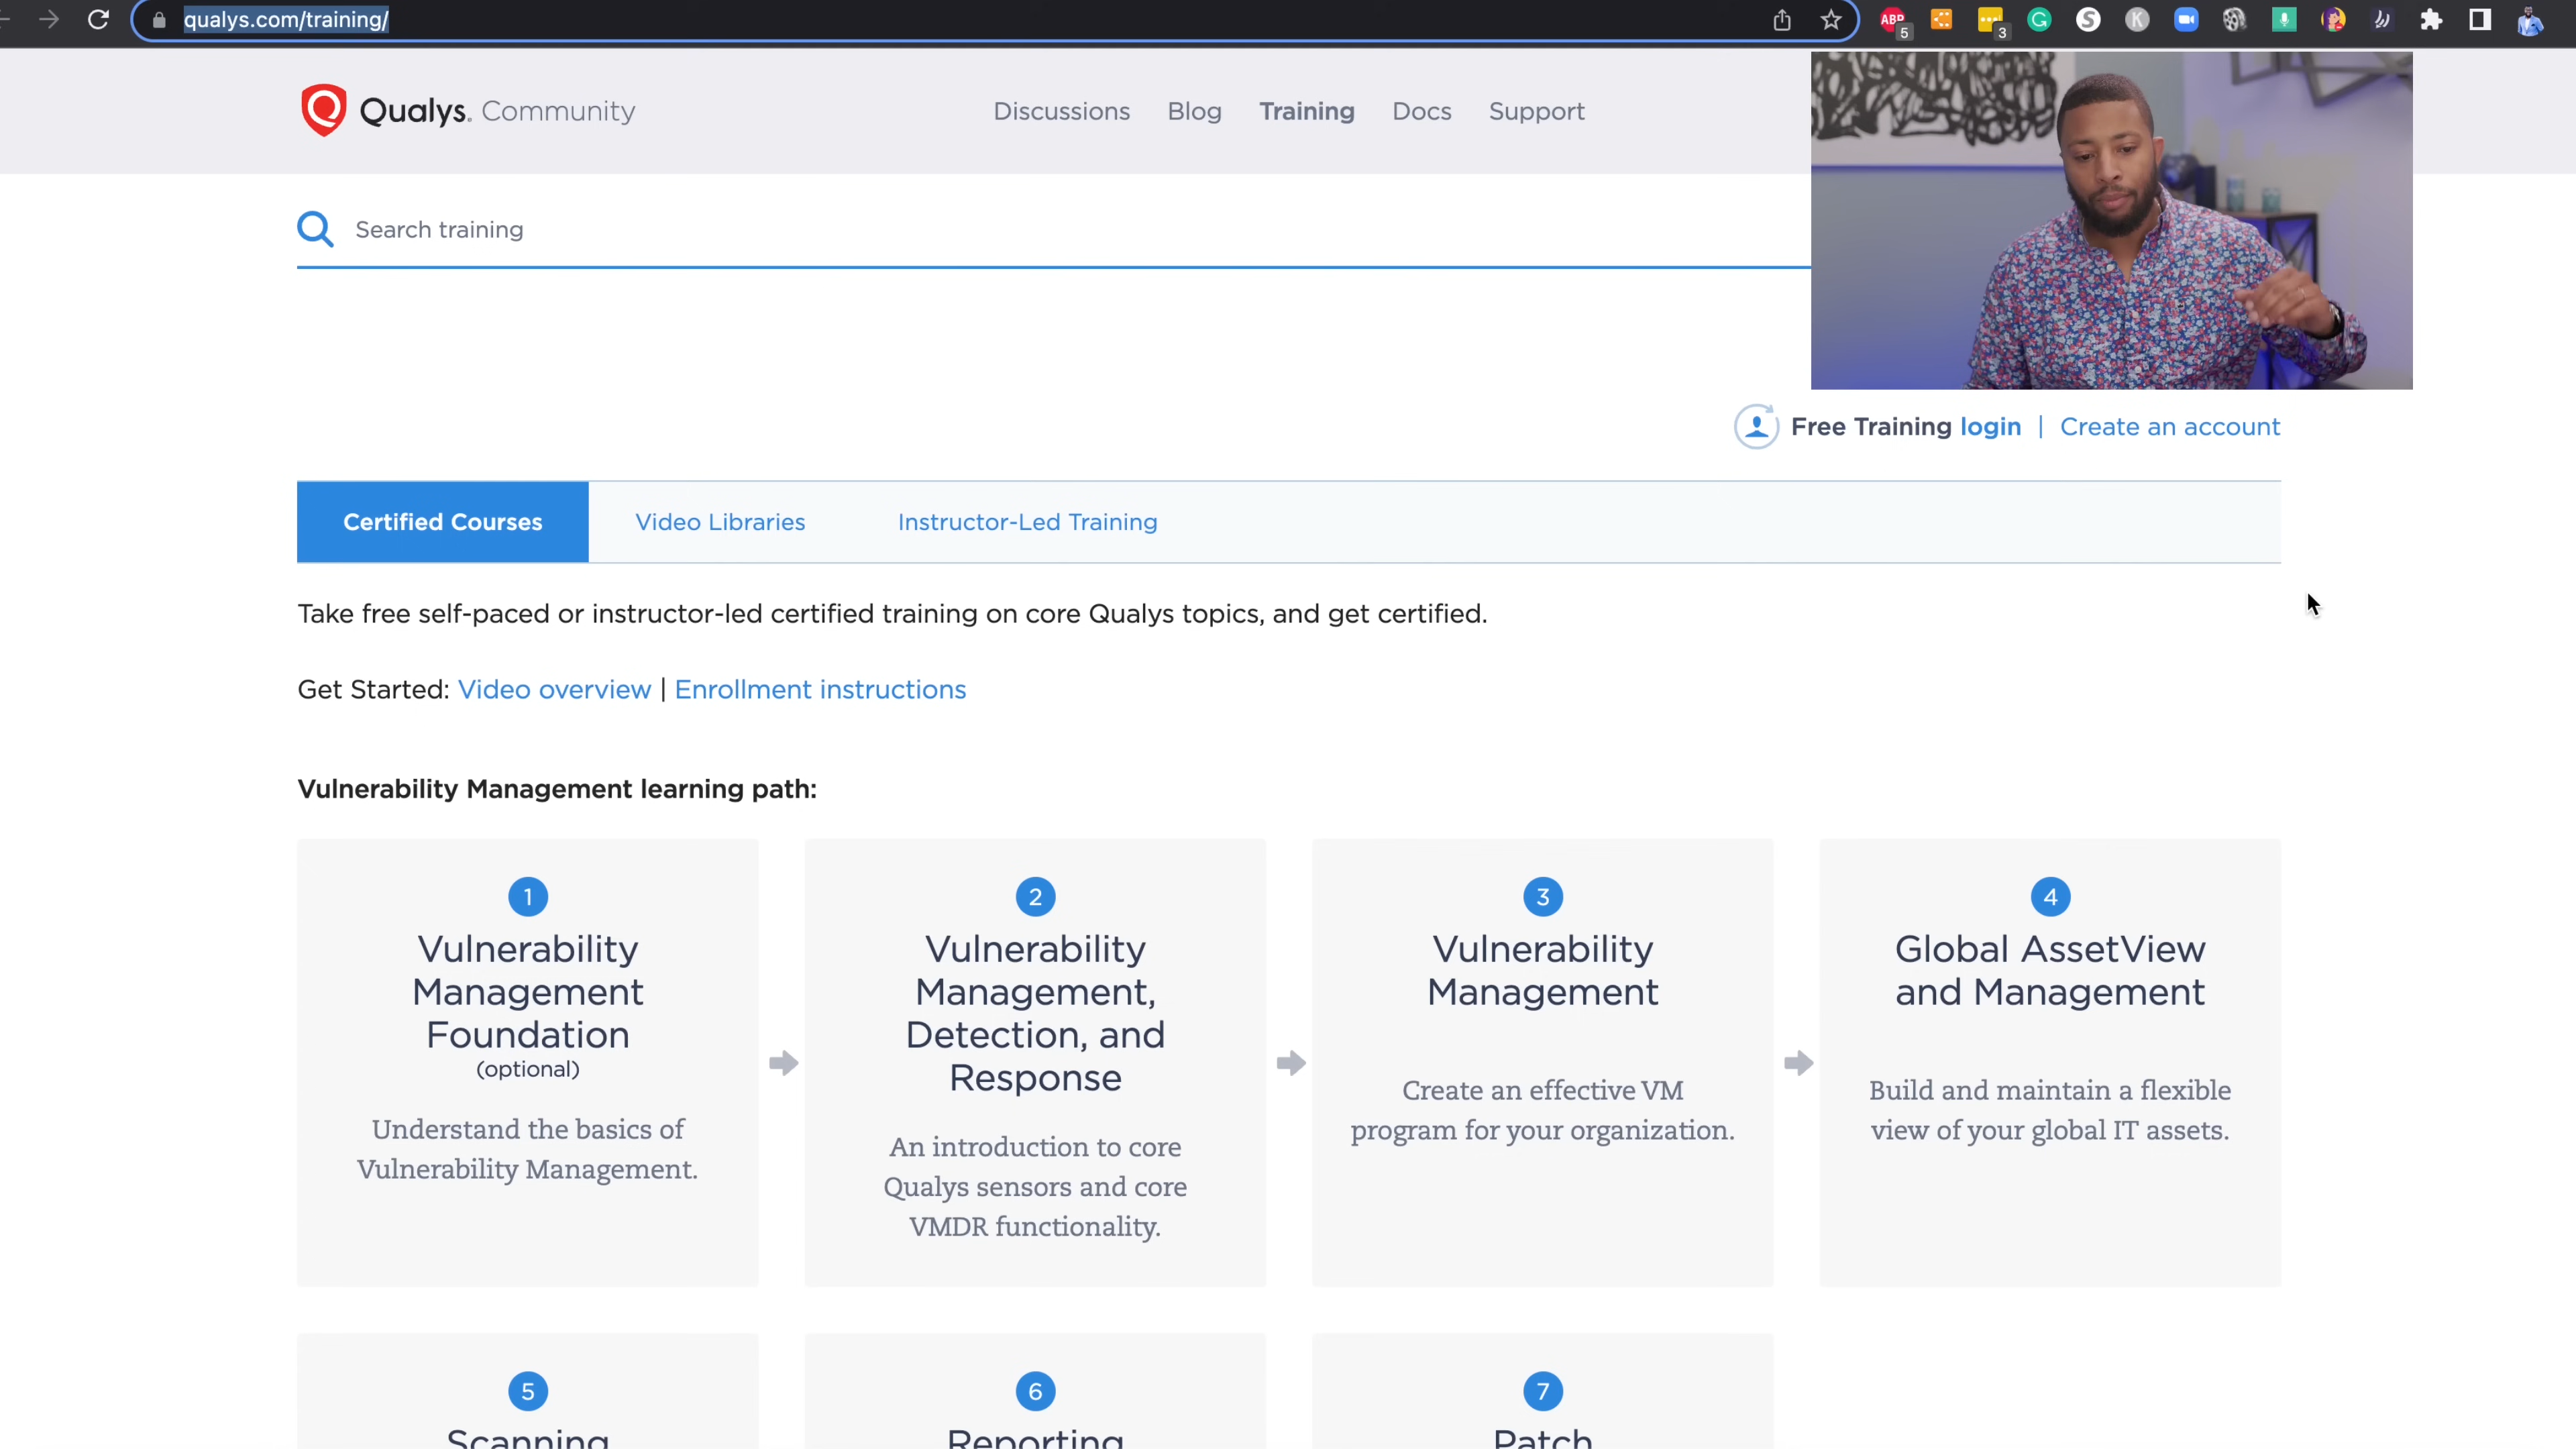 qualys.com/training/
ABP
5
3
Qualys. Community
Discussions
Blog
Training
Docs
Support
Search training
Free Training login | Create an account
Certified Courses
Video Libraries
Instructor-Led Training
Take free self-paced or instructor-led certified training on core Qualys topics, and get certified.
Get Started: Video overview | Enrollment instructions
Vulnerability Management learning path:
1
Vulnerability
Management
Foundation
(optional)
Understand the basics of
Vulnerability Management.
2
Vulnerability
Management,
Detection, and
Response
An introduction to core
Qualys sensors and core
VMDR functionality.
3
Vulnerability
Management
Create an effective VM
program for your organization.
4
Global AssetView
and Management
Build and maintain a flexible
view of your global IT assets.
5
Scanning
6
Reporting
7
Patch